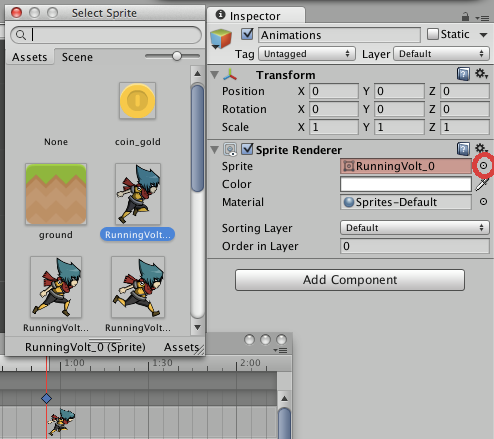 Select Sprite
Assets Scene
None
coin_gold
ground
RunningVolt...
RunningVolt...
RunningVolt...
RunningVolt_0 (Sprite) Assets
1:00 1:30 2:00
Inspector
Animations Static
Tag Untagged Layer Default
Transform
Position X 0 Y 0 Z 0
Rotation X 0 Y 0 Z 0
Scale X 1 Y 1 Z 1
Sprite Renderer
Sprite RunningVolt_0
Color
Material Sprites-Default
Sorting Layer Default
Order in Layer 0
Add Component